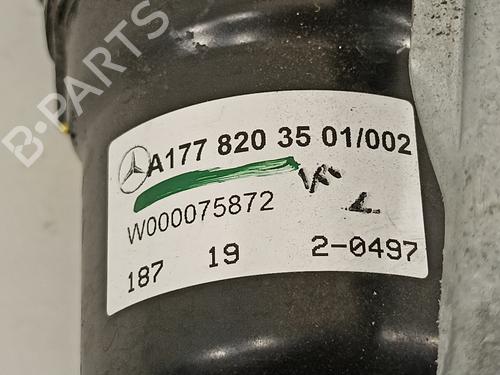 B-PARTS
A177 820 35 01/002
W000075872
187 19 2-0497